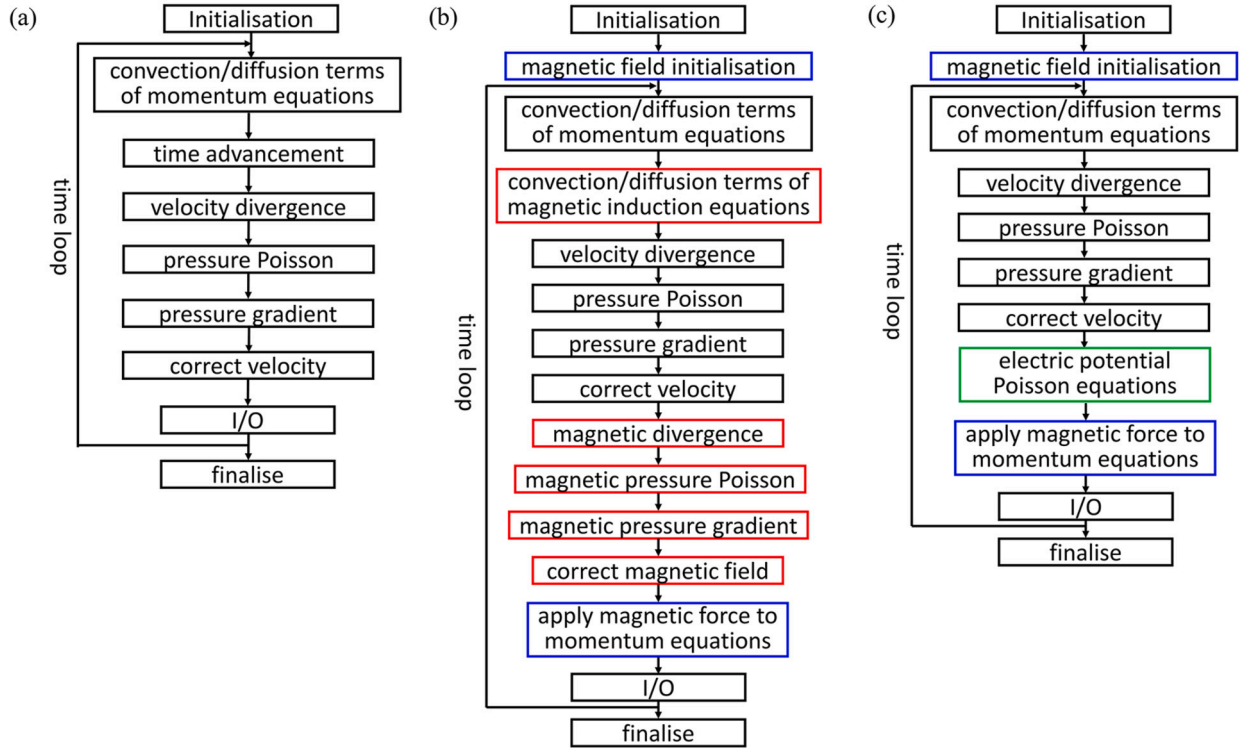 (a)
Initialisation
convection/diffusion terms
of momentum equations
time advancement
velocity divergence
pressure Poisson
pressure gradient
correct velocity
I/O
finalise
time loop
(b)
Initialisation
magnetic field initialisation
convection/diffusion terms
of momentum equations
convection/diffusion terms of
magnetic induction equations
velocity divergence
pressure Poisson
pressure gradient
correct velocity
magnetic divergence
magnetic pressure Poisson
magnetic pressure gradient
correct magnetic field
apply magnetic force to
momentum equations
I/O
finalise
time loop
(c)
Initialisation
magnetic field initialisation
convection/diffusion terms
of momentum equations
velocity divergence
pressure Poisson
pressure gradient
correct velocity
electric potential
Poisson equations
apply magnetic force to
momentum equations
I/O
finalise
time loop